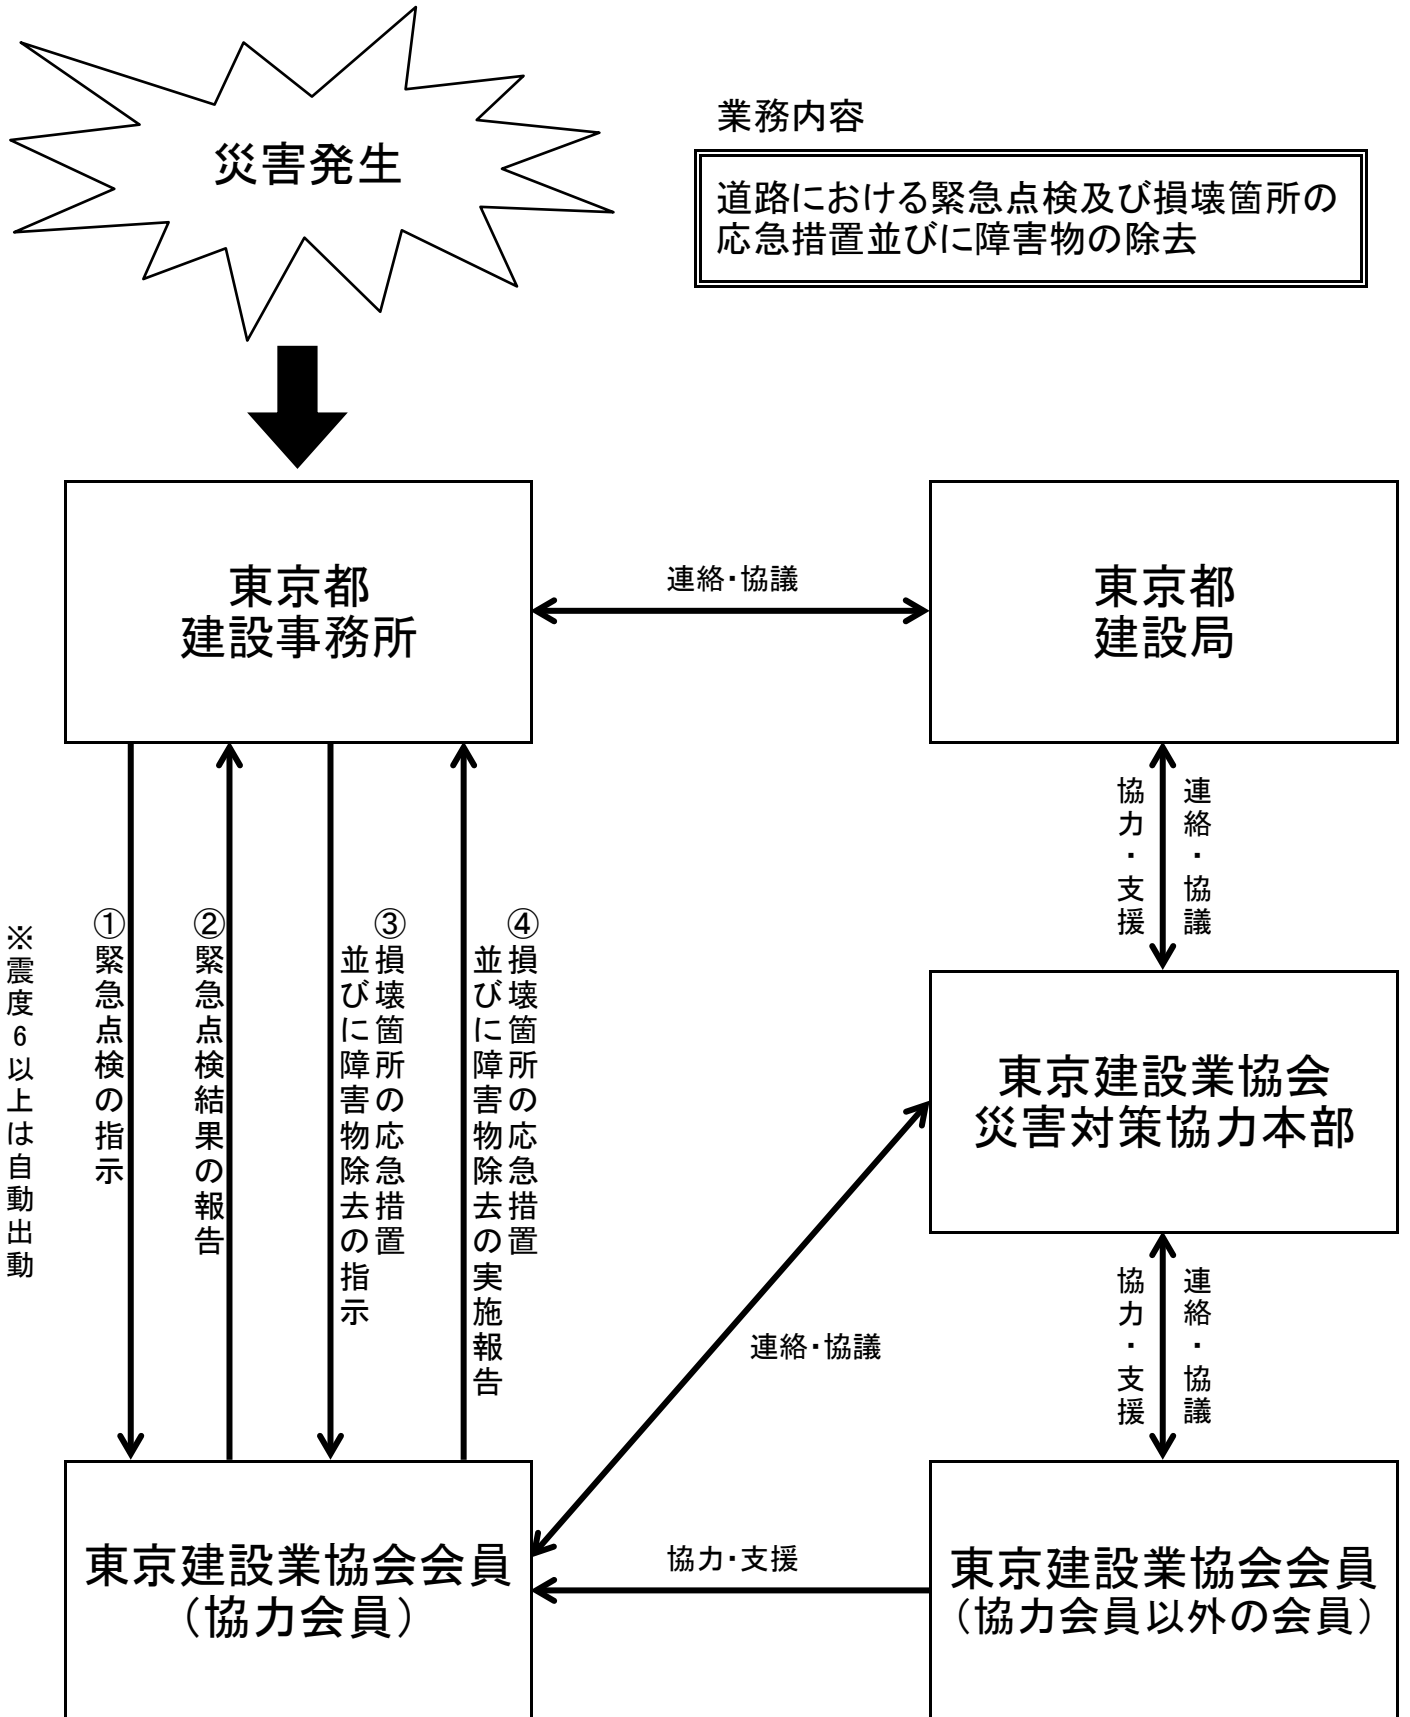 災害発生
業務内容
道路における緊急点検及び損壊箇所の
応急措置並びに障害物の除去
東京都
建設事務所
連絡・協議
東京都
建設局
連絡・協議
協力・支援
※震度6以上は自動出動
①緊急点検の指示
②緊急点検結果の報告
③損壊箇所の応急措置
並びに障害物除去の指示
④損壊箇所の応急措置
並びに障害物除去の実施報告
東京建設業協会
災害対策協力本部
連絡・協議
連絡・協議
協力・支援
東京建設業協会会員
（協力会員）
協力・支援
東京建設業協会会員
（協力会員以外の会員）